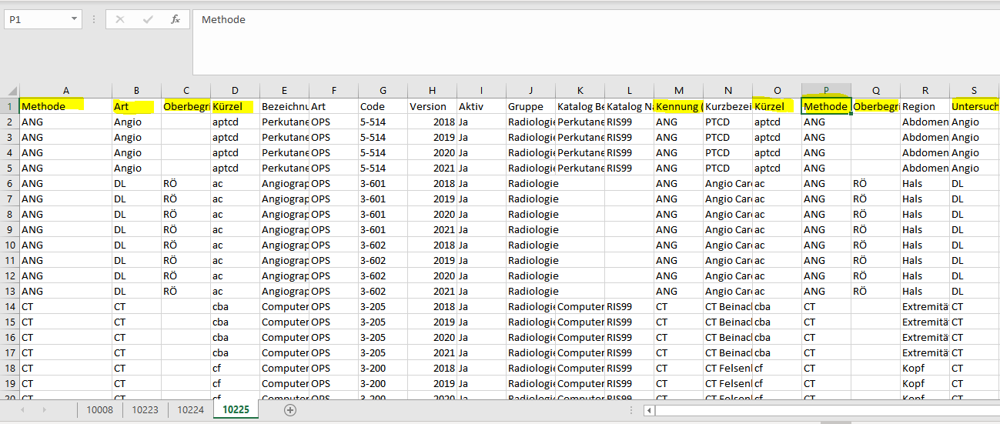 P1 fx Methode
A B C D E F G H I J K L M N O P Q R S
1 Methode Art Oberbegri Kürzel Bezeichnu Art Code Version Aktiv Gruppe Katalog Be Katalog Na Kennung ( Kurzbezei Kürzel Methode Oberbegri Region Untersuch
2 ANG Angio aptcd Perkutane OPS 5-514 2018 Ja Radiologie Perkutane RIS99 ANG PTCD aptcd ANG Abdomen Angio
3 ANG Angio aptcd Perkutane OPS 5-514 2019 Ja Radiologie Perkutane RIS99 ANG PTCD aptcd ANG Abdomen Angio
4 ANG Angio aptcd Perkutane OPS 5-514 2020 Ja Radiologie Perkutane RIS99 ANG PTCD aptcd ANG Abdomen Angio
5 ANG Angio aptcd Perkutane OPS 5-514 2021 Ja Radiologie Perkutane RIS99 ANG PTCD aptcd ANG Abdomen Angio
6 ANG DL RÖ ac Angiograp OPS 3-601 2018 Ja Radiologie ANG Angio Card ac ANG RÖ Hals DL
7 ANG DL RÖ ac Angiograp OPS 3-601 2019 Ja Radiologie ANG Angio Card ac ANG RÖ Hals DL
8 ANG DL RÖ ac Angiograp OPS 3-601 2020 Ja Radiologie ANG Angio Card ac ANG RÖ Hals DL
9 ANG DL RÖ ac Angiograp OPS 3-601 2021 Ja Radiologie ANG Angio Card ac ANG RÖ Hals DL
10 ANG DL RÖ ac Angiograp OPS 3-602 2018 Ja Radiologie ANG Angio Card ac ANG RÖ Hals DL
11 ANG DL RÖ ac Angiograp OPS 3-602 2019 Ja Radiologie ANG Angio Card ac ANG RÖ Hals DL
12 ANG DL RÖ ac Angiograp OPS 3-602 2020 Ja Radiologie ANG Angio Card ac ANG RÖ Hals DL
13 ANG DL RÖ ac Angiograp OPS 3-602 2021 Ja Radiologie ANG Angio Card ac ANG RÖ Hals DL
14 CT CT cba Computer OPS 3-205 2018 Ja Radiologie Computer RIS99 CT CT Beinach cba CT Extremitä CT
15 CT CT cba Computer OPS 3-205 2019 Ja Radiologie Computer RIS99 CT CT Beinach cba CT Extremitä CT
16 CT CT cba Computer OPS 3-205 2020 Ja Radiologie Computer RIS99 CT CT Beinach cba CT Extremitä CT
17 CT CT cba Computer OPS 3-205 2021 Ja Radiologie Computer RIS99 CT CT Beinach cba CT Extremitä CT
18 CT CT cf Computer OPS 3-200 2018 Ja Radiologie Computer RIS99 CT CT Felsenb cf CT Kopf CT
19 CT CT cf Computer OPS 3-200 2019 Ja Radiologie Computer RIS99 CT CT Felsenb cf CT Kopf CT
20 CT CT cf Computer OPS 3-200 2020 Ja Radiologie Computer RIS99 CT CT Felsenb cf CT Kopf CT
10008 10223 10224 10225